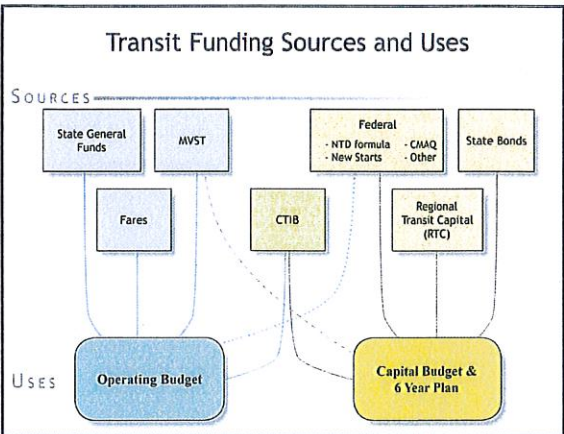 Transit Funding Sources and Uses
SOURCES
State General
Funds
MVST
Federal
- NTD formula - CMAQ
- New Starts - Other
State Bonds
Fares
CTIB
Regional
Transit Capital
(RTC)
USES
Operating Budget
Capital Budget &
6 Year Plan